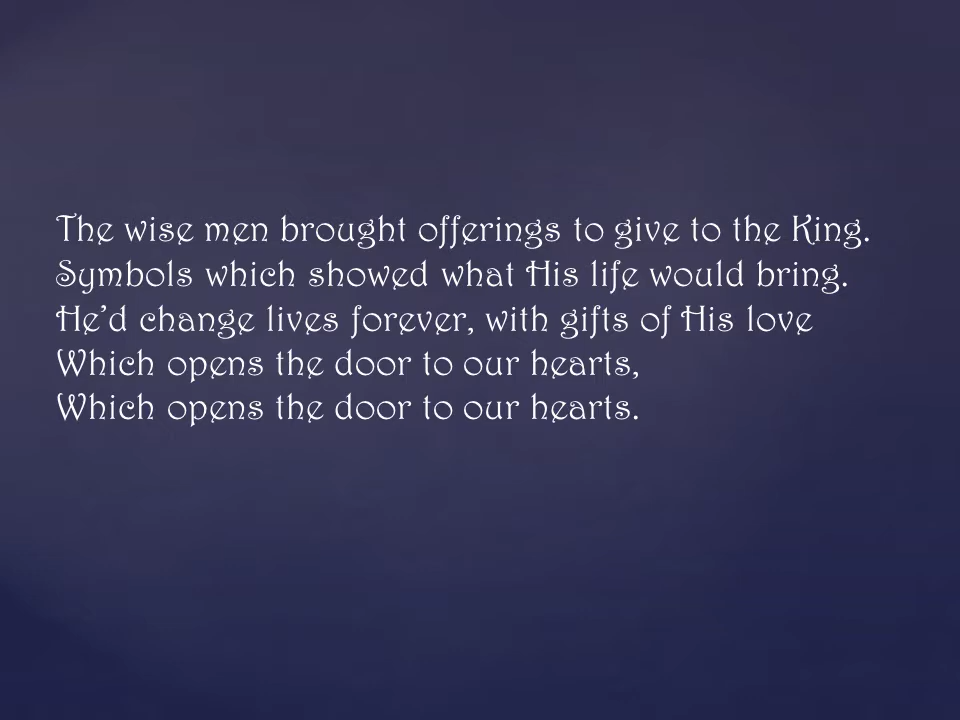 The wise men brought offerings to give to the King.
Symbols which showed what His life would bring.
He’d change lives forever, with gifts of His love
Which opens the door to our hearts,
Which opens the door to our hearts.